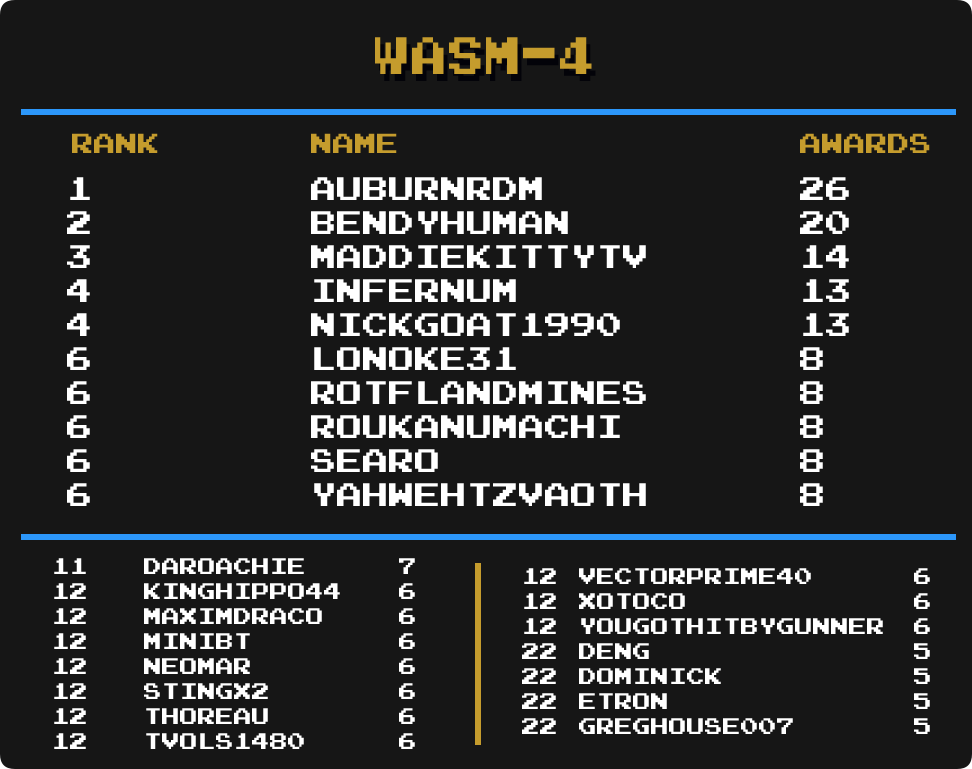 WASM-4
RANK NAME AWARDS
1 AUBURNRDM 26
2 BENDYHUMAN 20
3 MADDIEKITTYTV 14
4 INFERNUM 13
4 NICKGOAT1990 13
6 LONOKE31 8
6 ROTFLANDMINES 8
6 ROUKANUMACHI 8
6 SEARO 8
6 YAHWEHTZVAOTH 8
11 DAROACHIE 7
12 KINGHIPPO44 6
12 MAXIMDRACO 6
12 MINIBT 6
12 NEOMAR 6
12 STINGX2 6
12 THOREAU 6
12 TVOLS1480 6
12 VECTORPRIME40 6
12 XOTOCO 6
12 YOUGOTHITBYGUNNER 6
22 DENG 5
22 DOMINICK 5
22 ETRON 5
22 GREGHOUSE007 5